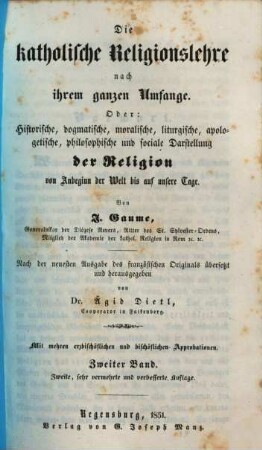 Die
katholische Religionslehre
nach
ihrem ganzen Umfange.
Oder:
Historische, dogmatische, moralische, liturgische, apolo-
getische, philosophische und sociale Darstellung
der Religion
von Anbeginn der Welt bis auf unsere Tage.
Von
J. Gaume,
Generalvikar der Diözese Nevers, Ritter des St. Sylvester-Ordens,
Mitglied der Akademie der kathol. Religion in Rom ꝛc. ꝛc.
Nach der neuesten Ausgabe des französischen Originals übersetzt
und herausgegeben
von
Dr. Ägid Dietl,
Cooperator in Falkenberg.
Mit mehren erzbischöflichen und bischöflichen Approbationen.
Zweiter Band.
Zweite, sehr vermehrte und verbesserte Auflage.
Regensburg, 1851.
Verlag von G. Joseph Manz.